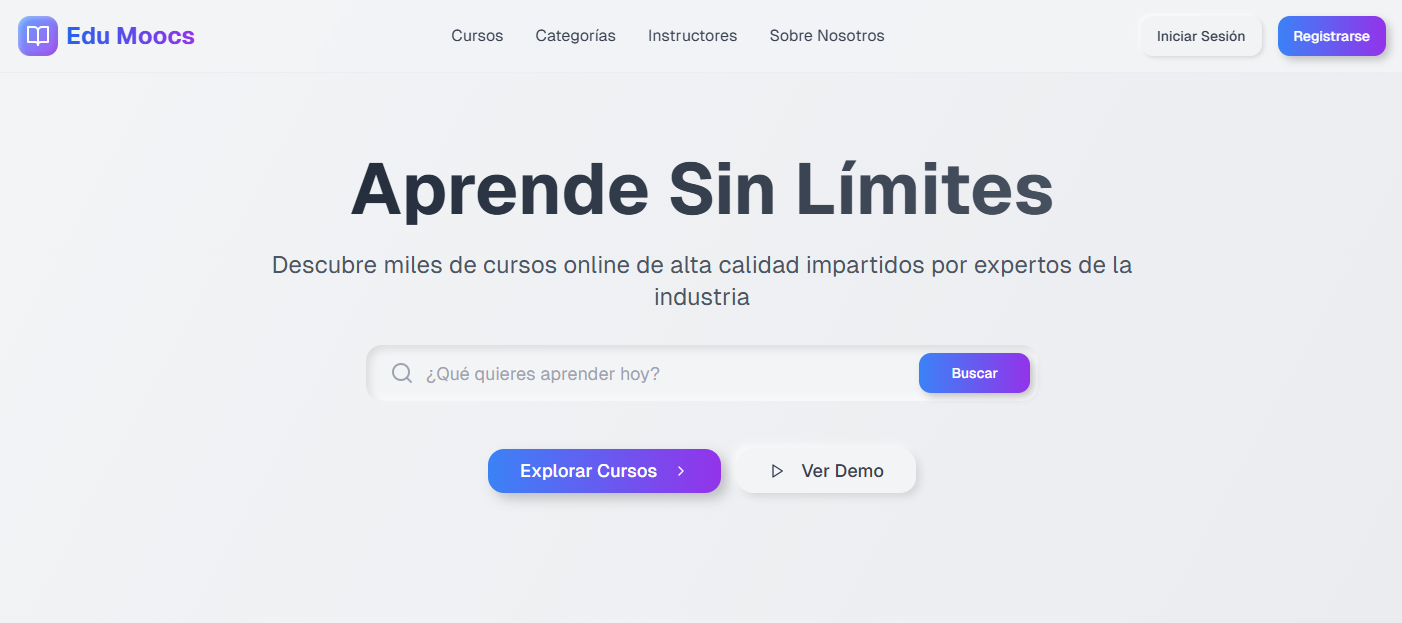 Edu Moocs
Cursos
Categorías
Instructores
Sobre Nosotros
Iniciar Sesión
Registrarse
Aprende Sin Límites
Descubre miles de cursos online de alta calidad impartidos por expertos de la
industria
¿Qué quieres aprender hoy?
Buscar
Explorar Cursos
Ver Demo